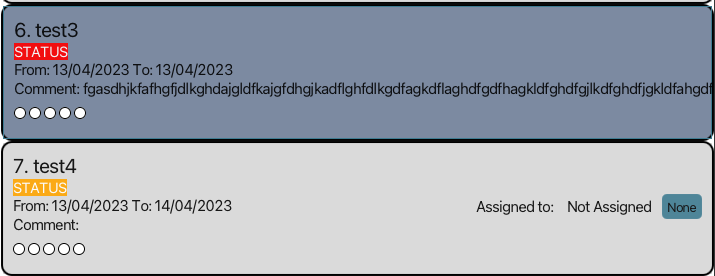 6. test3
STATUS
From: 13/04/2023 To: 13/04/2023
Comment: fgasdhjkfafhgfjdlkghdajgldfkajgfdhgjkadflghfdlkgdfagkdflaghdfgdfhagkldfghdfgjlkdfghdfjgkldfahgdf
7. test4
STATUS
From: 13/04/2023 To: 14/04/2023
Assigned to: Not Assigned None
Comment: